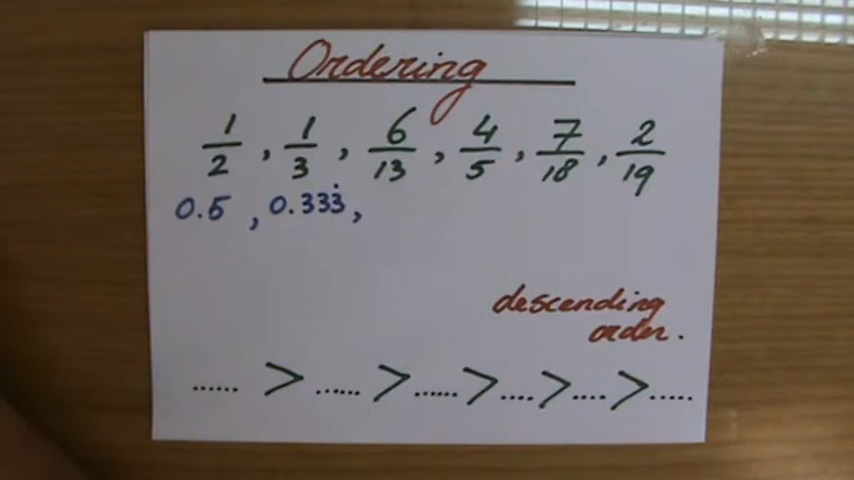 Ordering
1/2 , 1/3 , 6/13 , 4/5 , 7/18 , 2/19
0.5 , 0.333̇ ,
descending
order.
...... > ...... > ...... > .... > .... > .....